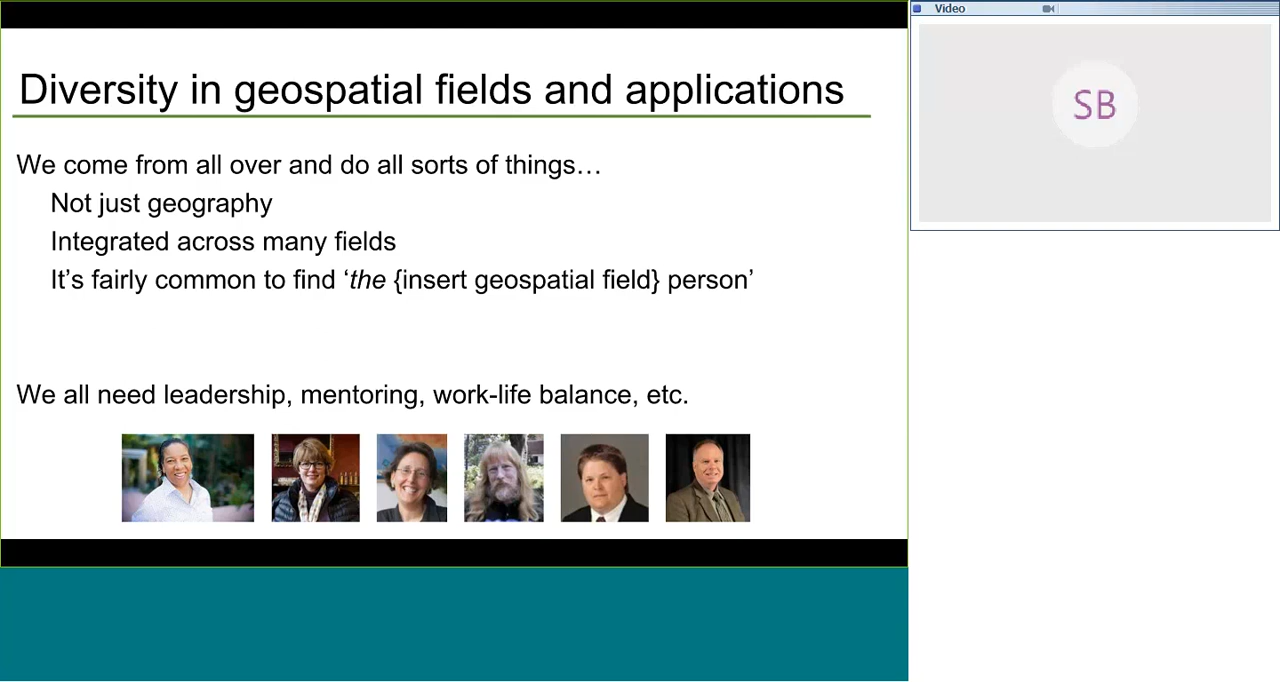 Diversity in geospatial fields and applications
We come from all over and do all sorts of things…
Not just geography
Integrated across many fields
It’s fairly common to find ‘the {insert geospatial field} person’
We all need leadership, mentoring, work-life balance, etc.
Video
SB